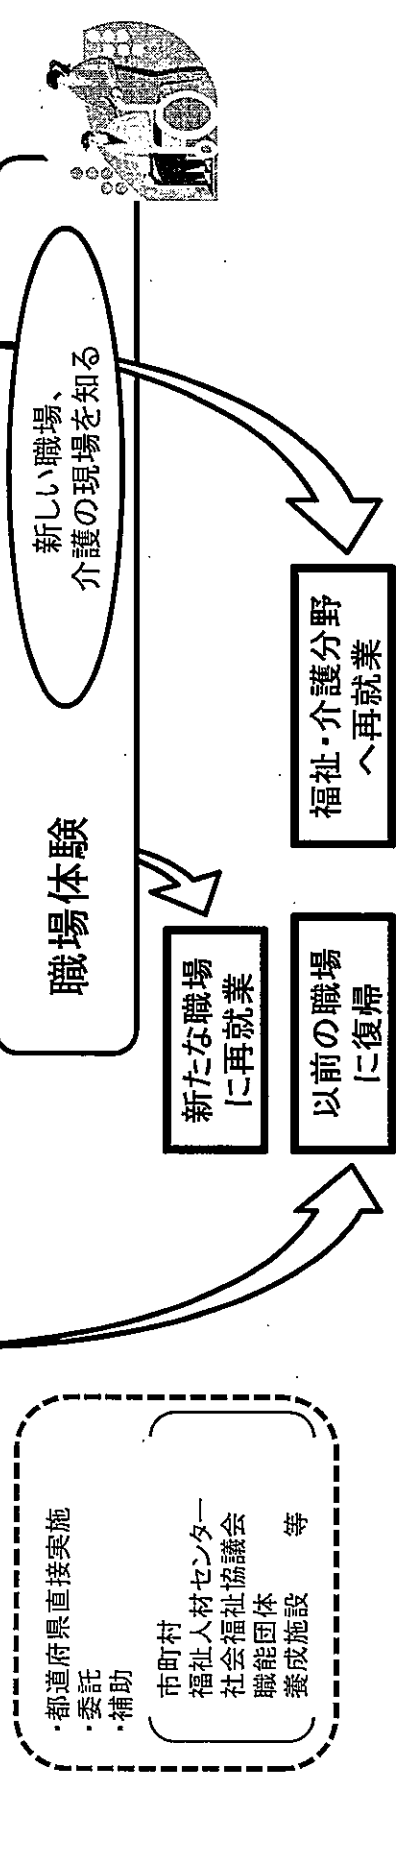 ・都道府県直接実施
・委託
・補助
市町村
福祉人材センター
社会福祉協議会
職能団体
養成施設　等
職場体験
新しい職場、
介護の現場を知る
新たな職場
に再就業
以前の職場
に復帰
福祉・介護分野
へ再就業